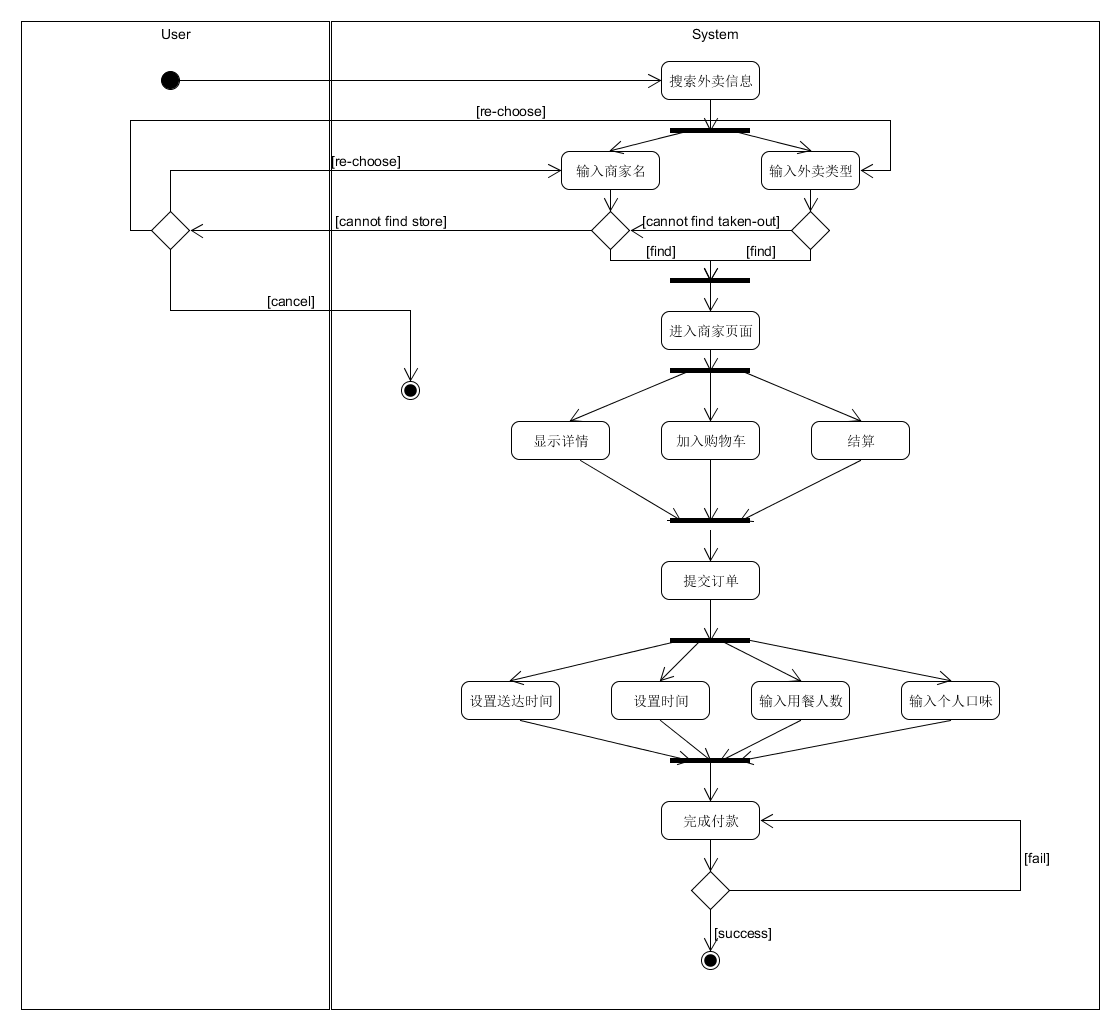 User
System
搜索外卖信息
[re-choose]
[re-choose]
输入商家名
输入外卖类型
[cannot find store]
[cannot find taken-out]
[find]
[find]
[cancel]
进入商家页面
显示详情
加入购物车
结算
提交订单
设置送达时间
设置时间
输入用餐人数
输入个人口味
完成付款
[fail]
[success]